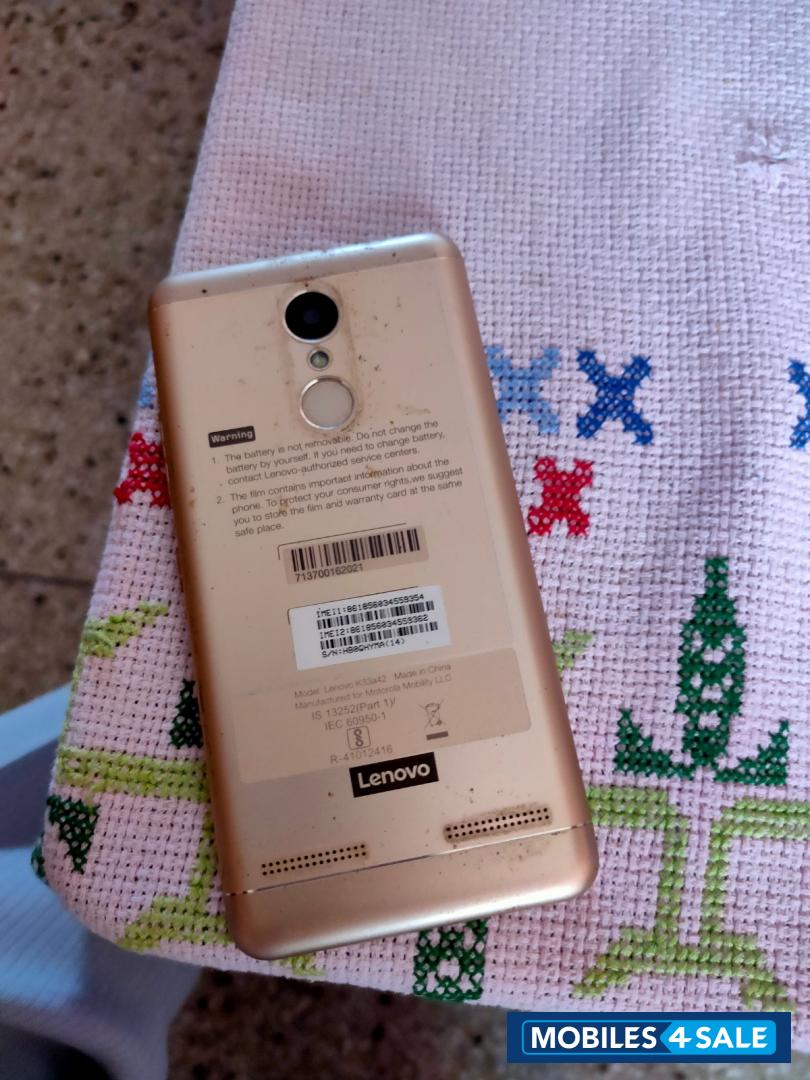 Warning
1. The battery is not removable. Do not change the
battery by yourself. If you need to change battery,
contact Lenovo-authorized service centers.
2. The film contains important information about the
phone. To protect your consumer rights,we suggest
you to store the film and warranty card at the same
safe place.
713700162021
IMEI1:861856034559354
IMEI2:861856034559362
S/N:HB0QHYMA(14)
Model: Lenovo K33a42 Made in China
Manufactured for Motorola Mobility LLC
IS 13252(Part 1)/
IEC 60950-1
R-41012416
Lenovo
MOBILES 4 SALE